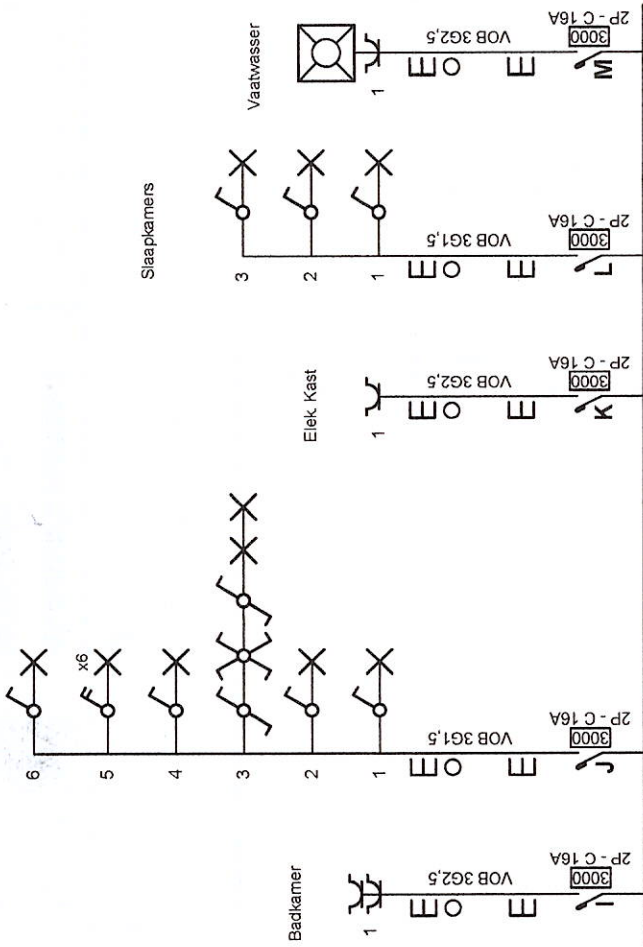 Badkamer
1
VOB 3G2,5
3000
2P - C 16A
I
6
5
x6
4
3
2
1
VOB 3G1,5
3000
2P - C 16A
J
Elek Kast
1
VOB 3G2,5
3000
2P - C 16A
K
Slaapkamers
3
2
1
VOB 3G1,5
3000
2P - C 16A
L
Vaatwasser
1
VOB 3G2,5
3000
2P - C 16A
M